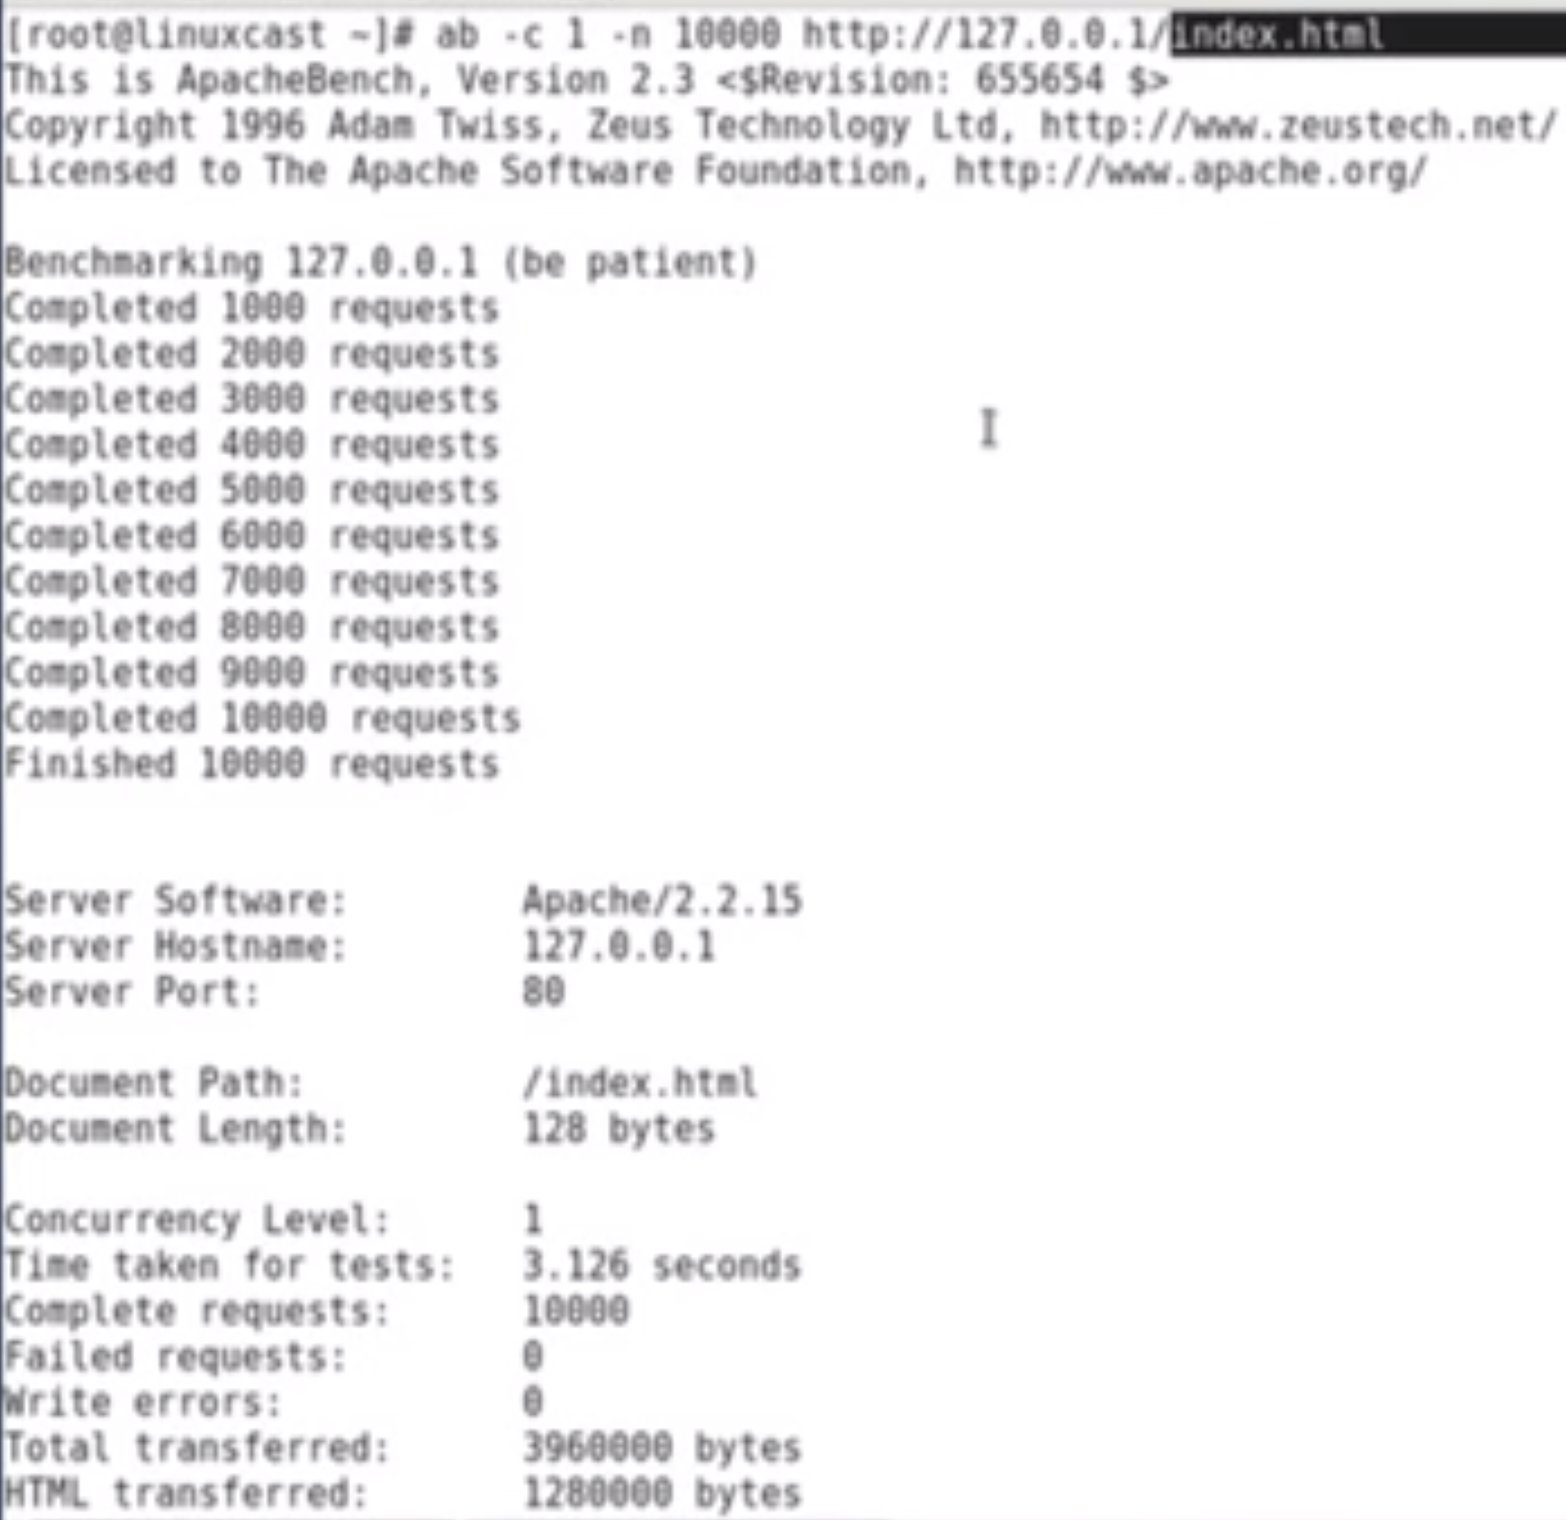 [root@linuxcast ~]# ab -c 1 -n 10000 http://127.0.0.1/index.html
This is ApacheBench, Version 2.3 <$Revision: 655654 $>
Copyright 1996 Adam Twiss, Zeus Technology Ltd, http://www.zeustech.net/
Licensed to The Apache Software Foundation, http://www.apache.org/

Benchmarking 127.0.0.1 (be patient)
Completed 1000 requests
Completed 2000 requests
Completed 3000 requests
Completed 4000 requests
Completed 5000 requests
Completed 6000 requests
Completed 7000 requests
Completed 8000 requests
Completed 9000 requests
Completed 10000 requests
Finished 10000 requests

Server Software: Apache/2.2.15
Server Hostname: 127.0.0.1
Server Port: 80

Document Path: /index.html
Document Length: 128 bytes

Concurrency Level: 1
Time taken for tests: 3.126 seconds
Complete requests: 10000
Failed requests: 0
Write errors: 0
Total transferred: 3960000 bytes
HTML transferred: 1280000 bytes